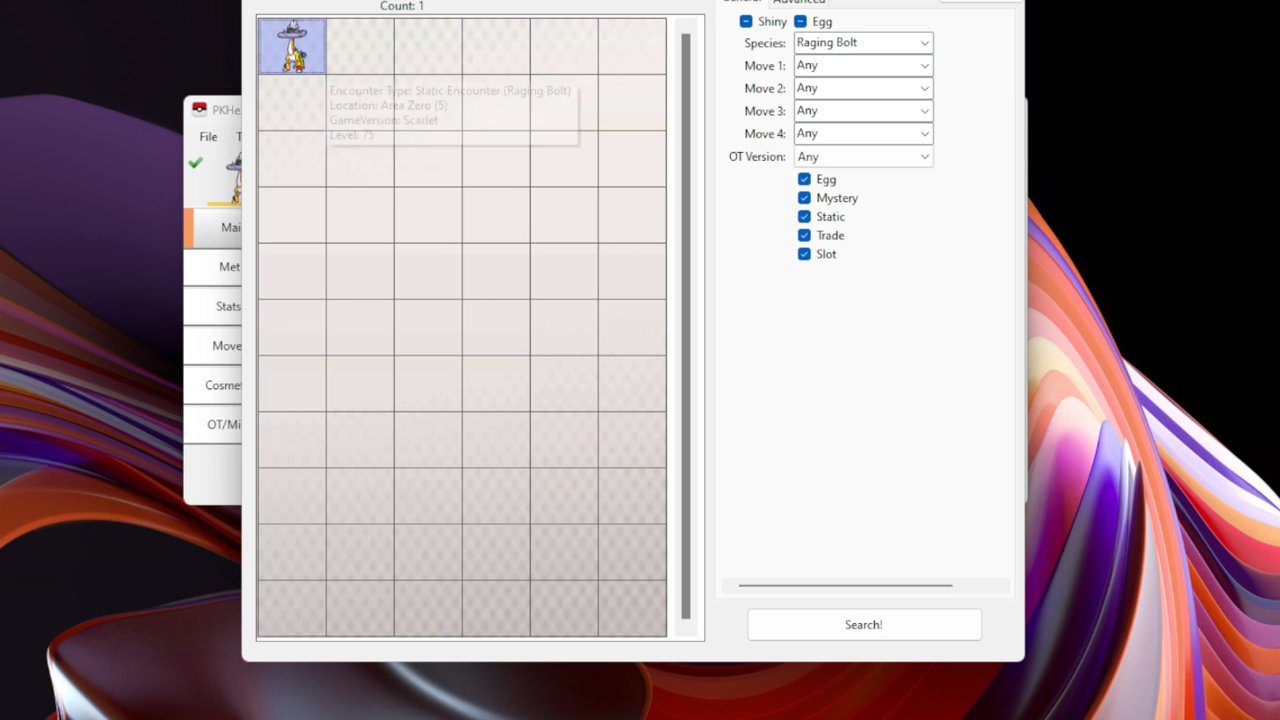 Count: 1
Advanced
Shiny
Egg
Species:
Raging Bolt
Move 1:
Any
Move 2:
Any
Move 3:
Any
Move 4:
Any
OT Version:
Any
Egg
Mystery
Static
Trade
Slot
Search!
Encounter Type: Static Encounter (Raging Bolt)
Location: Area Zero (5)
GameVersion: Scarlet
Level: 75
PKHe
File
T
Mai
Met
Stats
Move
Cosme
OT/Mi